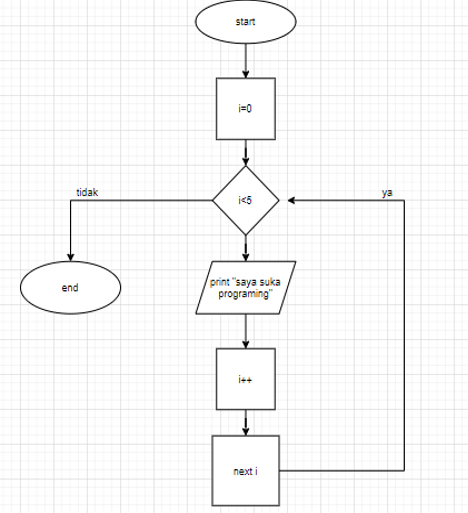 start
i=0
i<5
tidak
ya
end
print "saya suka
programing"
i++
next i